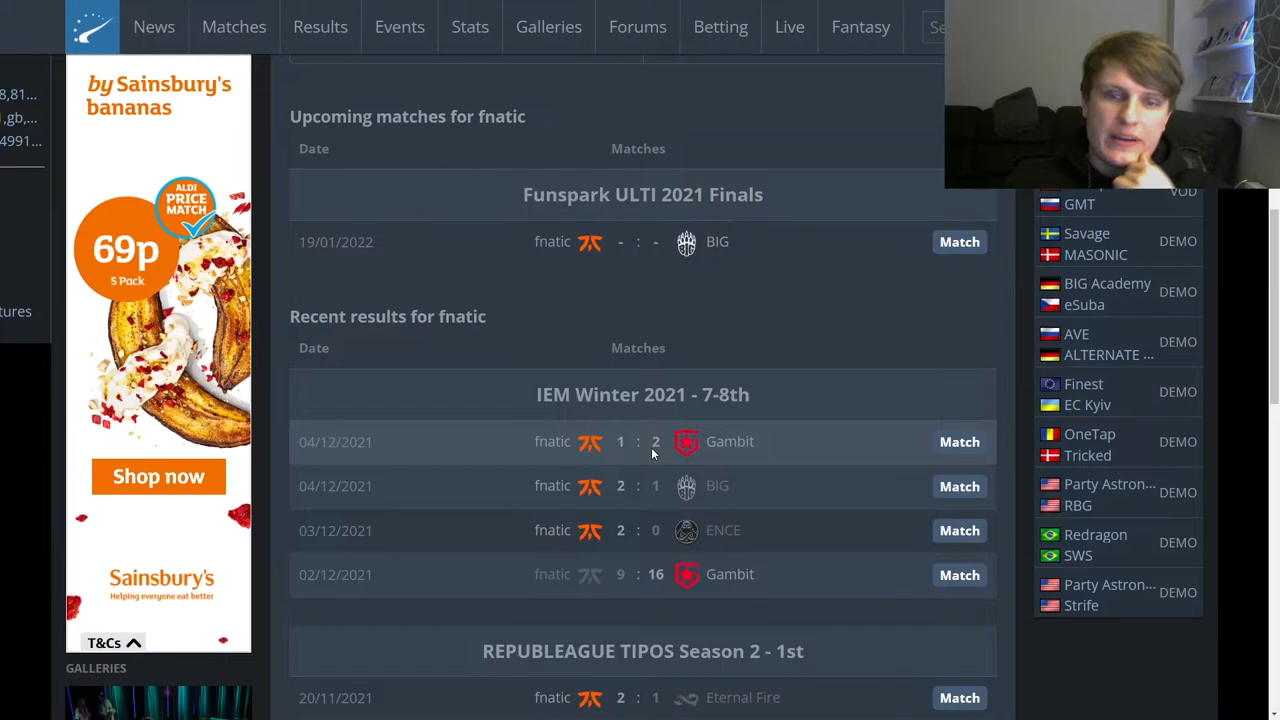 News
Matches
Results
Events
Stats
Galleries
Forums
Betting
Live
Fantasy
8,81...
,gb,...
4991...
tures
by Sainsbury's
bananas
ALDI
PRICE
MATCH
69p
5 Pack
Shop now
Sainsbury's
Helping everyone eat better
T&Cs
GALLERIES
Upcoming matches for fnatic
Date Matches
Funspark ULTI 2021 Finals
19/01/2022 fnatic - : - BIG Match
Recent results for fnatic
Date Matches
IEM Winter 2021 - 7-8th
04/12/2021 fnatic 1 : 2 Gambit Match
04/12/2021 fnatic 2 : 1 BIG Match
03/12/2021 fnatic 2 : 0 ENCE Match
02/12/2021 fnatic 9 : 16 Gambit Match
REPUBLEAGUE TIPOS Season 2 - 1st
20/11/2021 fnatic 2 : 1 Eternal Fire Match
VOD
GMT
Savage
MASONIC
DEMO
BIG Academy
eSuba
DEMO
AVE
ALTERNATE ...
DEMO
Finest
EC Kyiv
DEMO
OneTap
Tricked
DEMO
Party Astron...
RBG
DEMO
Redragon
SWS
DEMO
Party Astron...
Strife
DEMO